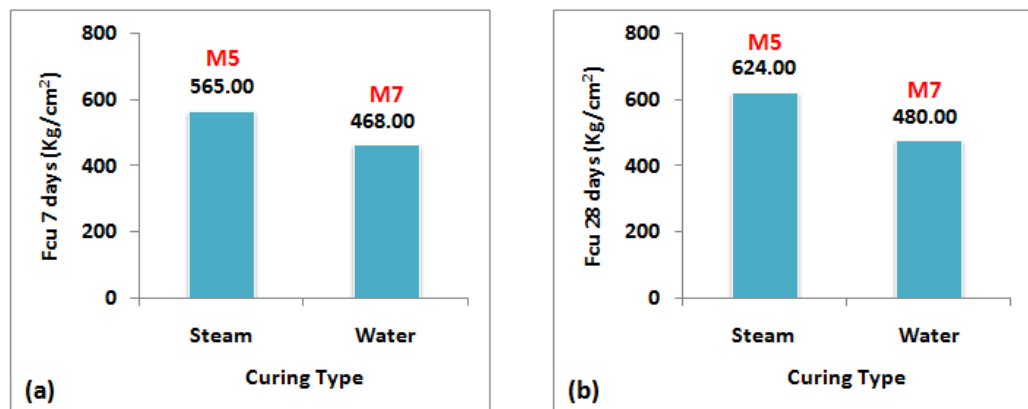 800
600
400
200
0
Fcu 7 days (Kg/cm²)
M5
565.00
M7
468.00
Steam
Water
Curing Type
(a)
800
600
400
200
0
Fcu 28 days (Kg/cm²)
M5
624.00
M7
480.00
Steam
Water
Curing Type
(b)